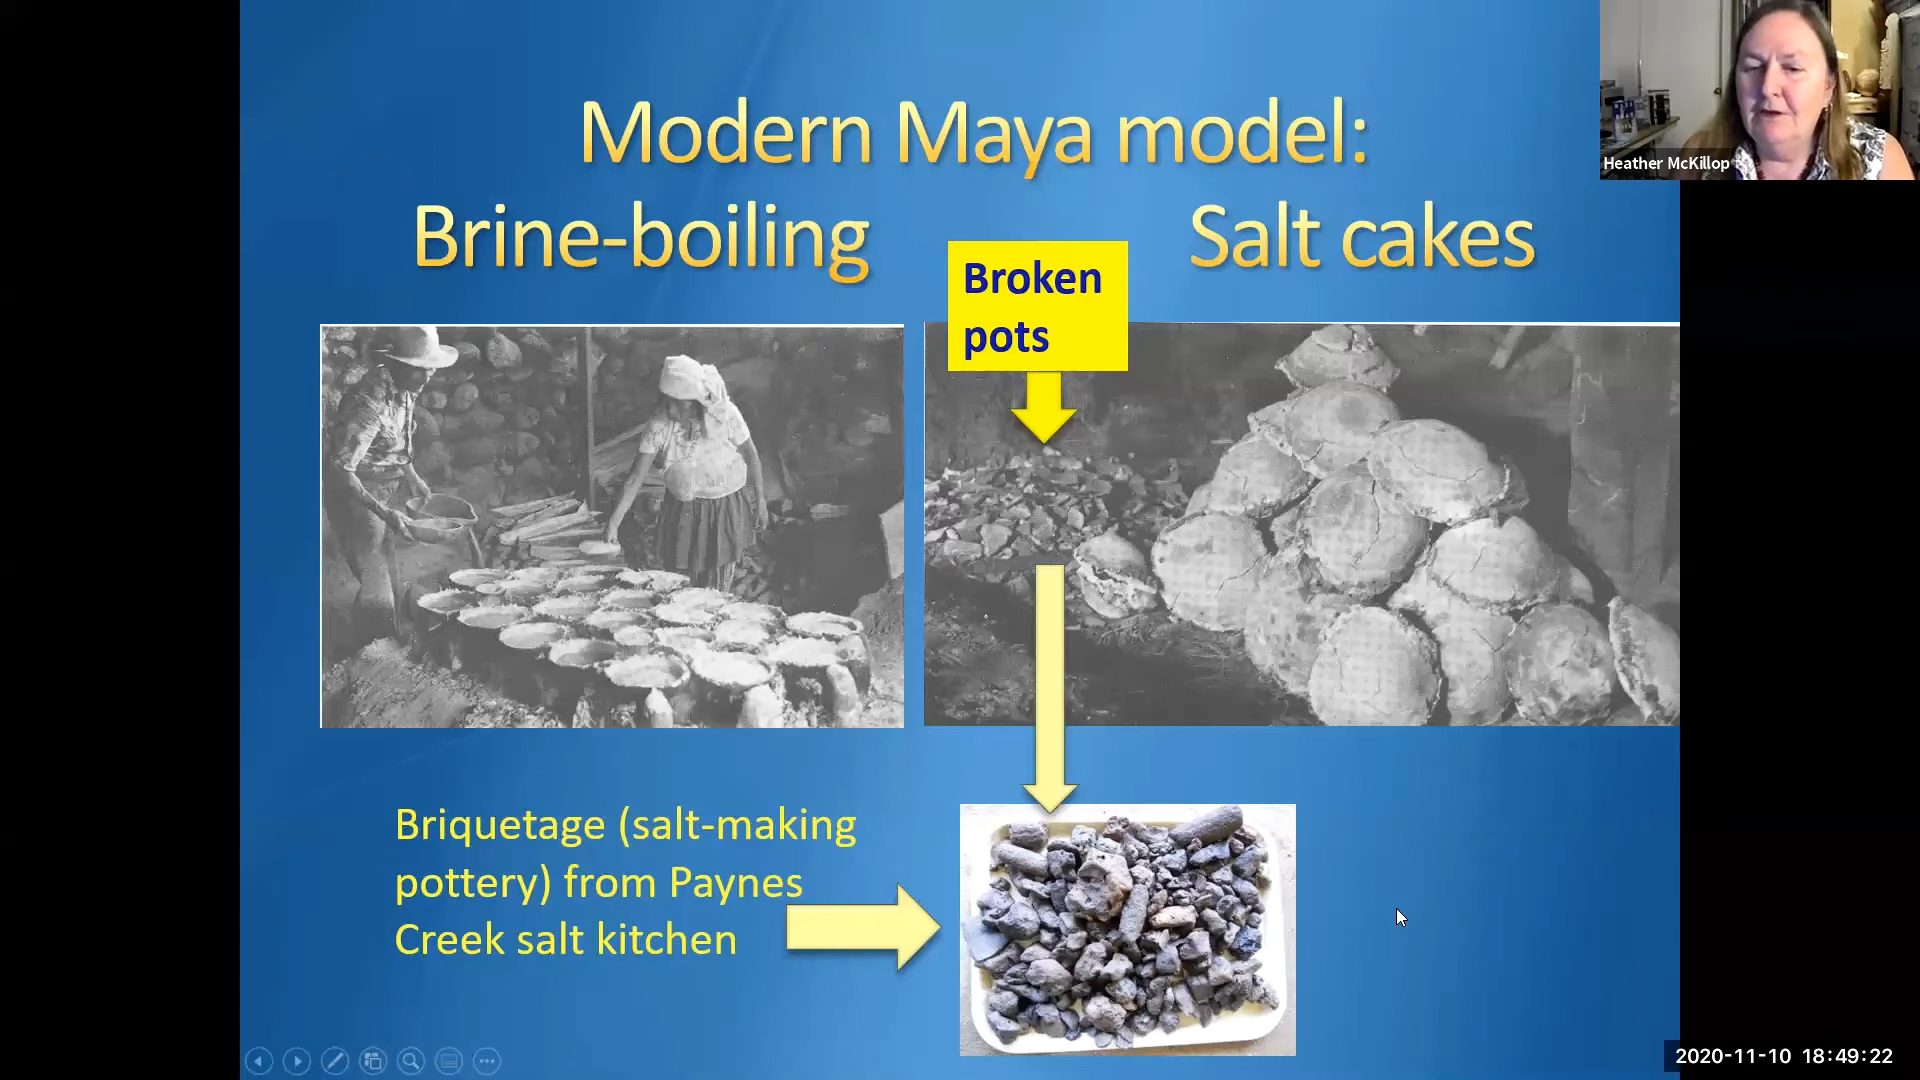 Modern Maya model:
Brine-boiling
Salt cakes
Broken
pots
Briquetage (salt-making
pottery) from Paynes
Creek salt kitchen
Heather McKillop
2020-11-10 18:49:22